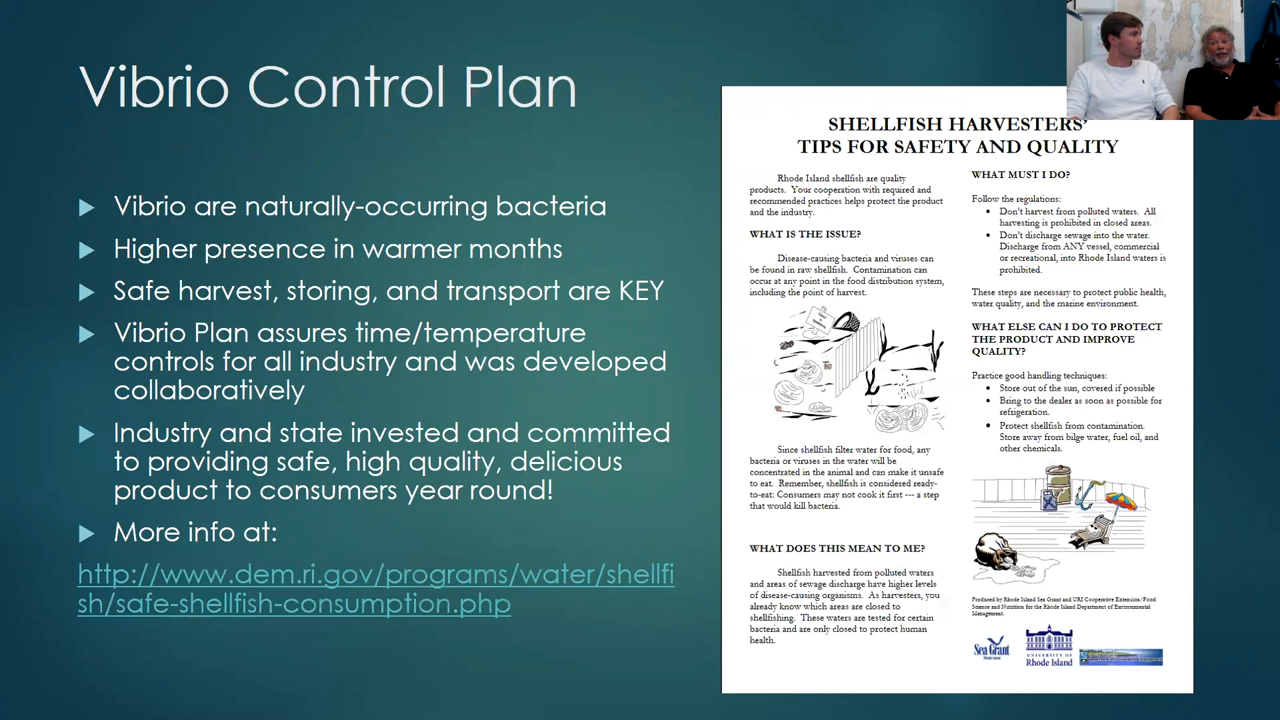 Vibrio Control Plan
Vibrio are naturally-occurring bacteria
Higher presence in warmer months
Safe harvest, storing, and transport are KEY
Vibrio Plan assures time/temperature
controls for all industry and was developed
collaboratively
Industry and state invested and committed
to providing safe, high quality, delicious
product to consumers year round!
More info at:
http://www.demri.gov/programs/water/shellfi
sh/safe-shellfish-consumption.php
SHELLFISH HARVESTERS'
TIPS FOR SAFETY AND QUALITY
Rhode Island shellfish are quality
products. Your cooperation with required and
recommended practices helps protect the product
and the industry.
WHAT IS THE ISSUE?
Disease-causing bacteria and viruses can
be found in raw shellfish. Contamination can
occur at any point in the food distribution system,
including the point of harvest.
Since shellfish filter water for food, any
bacteria or viruses in the water will be
concentrated in the animal and can make it unsafe
to eat. Remember, shellfish is considered ready-
to-eat: Consumers may not cook it first --- a step
that would kill bacteria.
WHAT DOES THIS MEAN TO ME?
Shellfish harvested from polluted waters
and areas of sewage discharge have higher levels
of disease-causing organisms. As harvesters, you
already know which areas are closed to
shellfishing. These waters are tested for certain
bacteria and are only closed to protect human
health.
WHAT MUST I DO?
Follow the regulations:
• Don't harvest from polluted waters. All
harvesting is prohibited in closed areas.
• Don't discharge sewage into the water.
Discharge from ANY vessel, commercial
or recreational, into Rhode Island waters is
prohibited.
These steps are necessary to protect public health,
water quality, and the marine environment.
WHAT ELSE CAN I DO TO PROTECT
THE PRODUCT AND IMPROVE
QUALITY?
Practice good handling techniques:
• Store out of the sun, covered if possible
• Bring to the dealer as soon as possible for
refrigeration.
• Protect shellfish from contamination.
Store away from bilge water, fuel oil, and
other chemicals.
Produced by Rhode Island Sea Grant and URI Cooperative Extension/Food
Science and Nutrition for the Rhode Island Department of Environmental
Management.
Sea Grant
Rhode Island
UNIVERSITY OF
Rhode Island